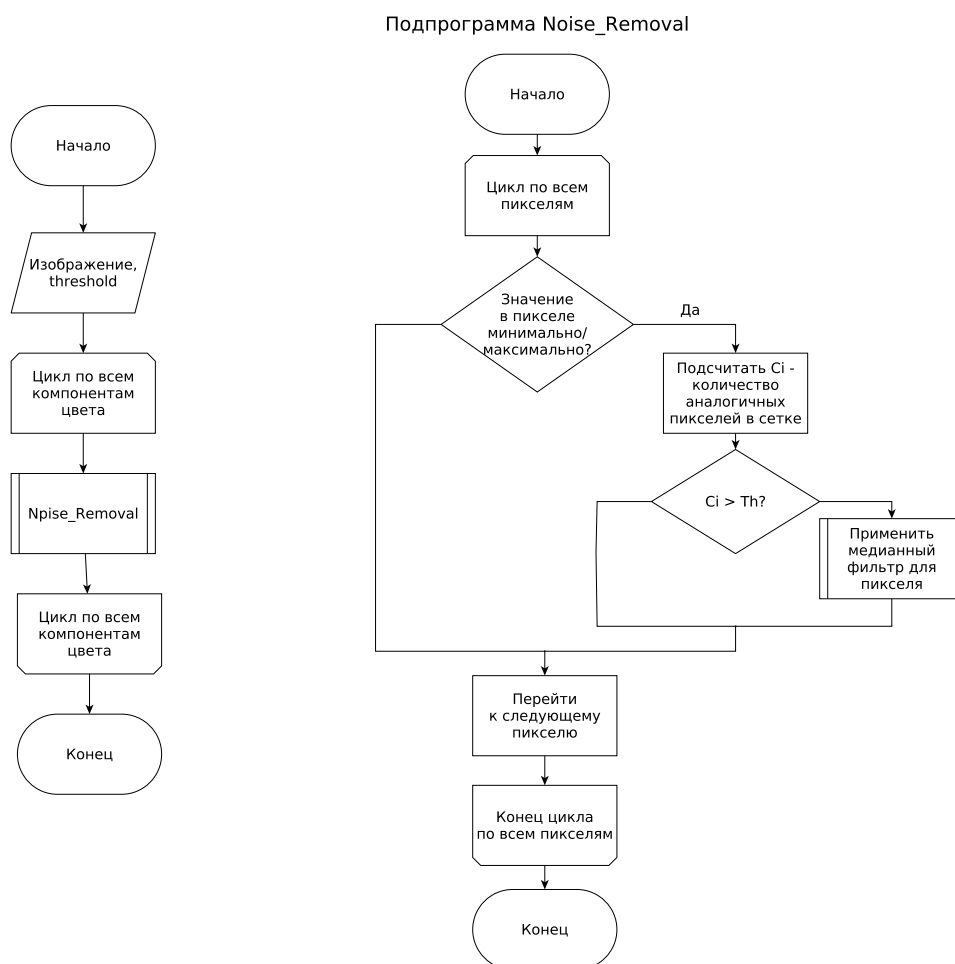 Подпрограмма Noise_Removal
Начало
Изображение,
threshold
Цикл по всем
компонентам
цвета
Npise_Removal
Цикл по всем
компонентам
цвета
Конец
Начало
Цикл по всем
пикселям
Значение
в пикселе
минимально/
максимально?
Да
Подсчитать Ci -
количество
аналогичных
пикселей в сетке
Ci > Th?
Применить
медианный
фильтр для
пикселя
Перейти
к следующему
пикселю
Конец цикла
по всем пикселям
Конец